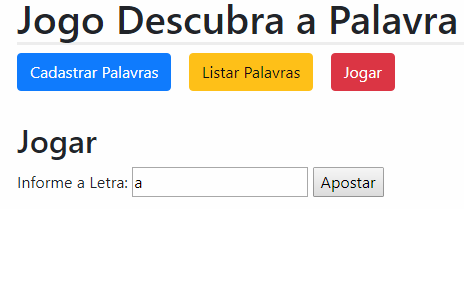 Jogo Descubra a Palavra
Cadastrar Palavras Listar Palavras Jogar
Jogar
Informe a Letra: a Apostar